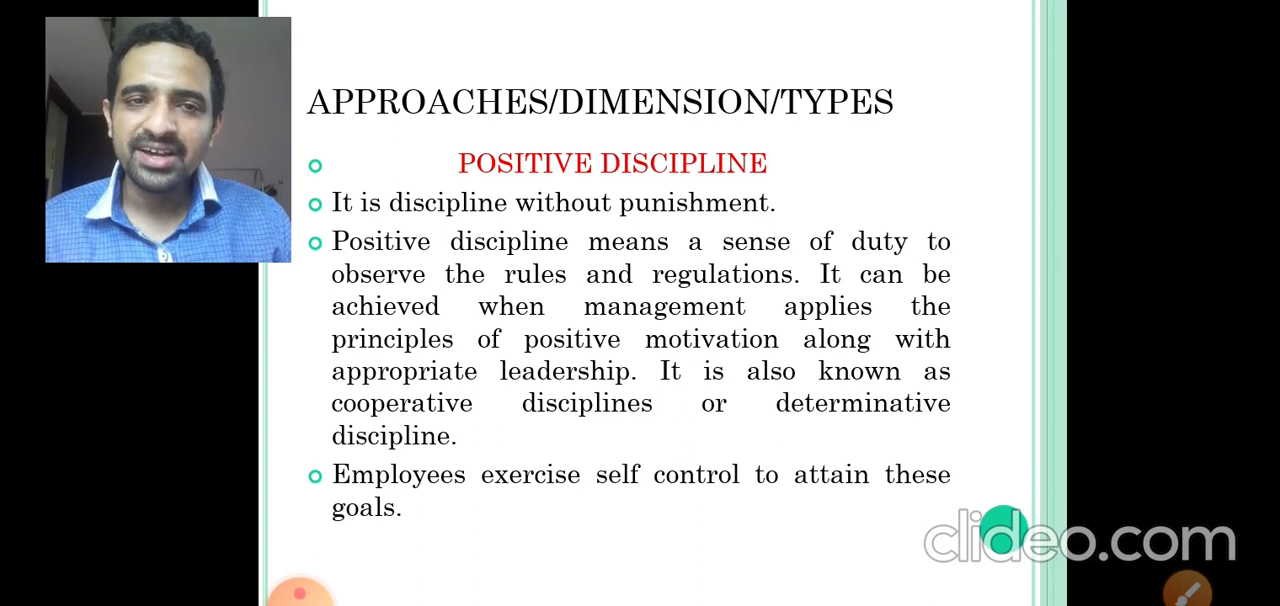 APPROACHES/DIMENSION/TYPES
POSITIVE DISCIPLINE
It is discipline without punishment.
Positive discipline means a sense of duty to
observe the rules and regulations. It can be
achieved when management applies the
principles of positive motivation along with
appropriate leadership. It is also known as
cooperative disciplines or determinative
discipline.
Employees exercise self control to attain these
goals.
clideo.com